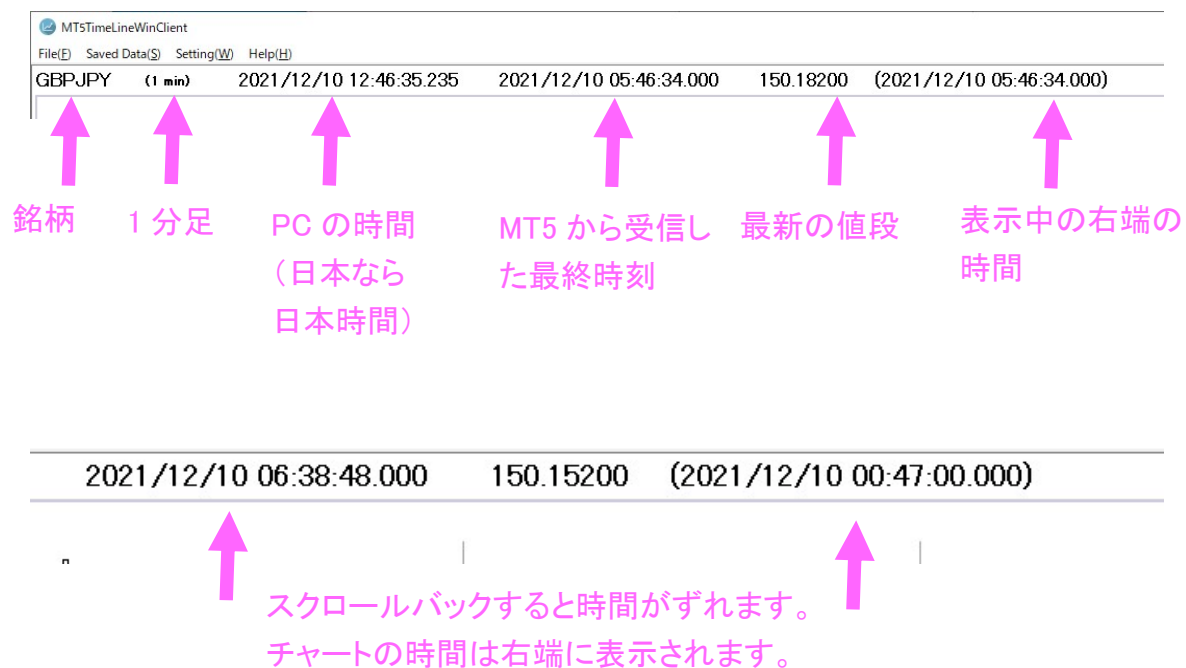 MT5TimeLineWinClient
File(F) Saved Data(S) Setting(W) Help(H)
GBPJPY (1 min) 2021/12/10 12:46:35.235 2021/12/10 05:46:34.000 150.18200 (2021/12/10 05:46:34.000)
銘柄
1 分足
PC の時間
（日本なら
日本時間）
MT5 から受信し
た最終時刻
最新の値段
表示中の右端の
時間
2021/12/10 06:38:48.000 150.15200 (2021/12/10 00:47:00.000)
スクロールバックすると時間がずれます。
チャートの時間は右端に表示されます。